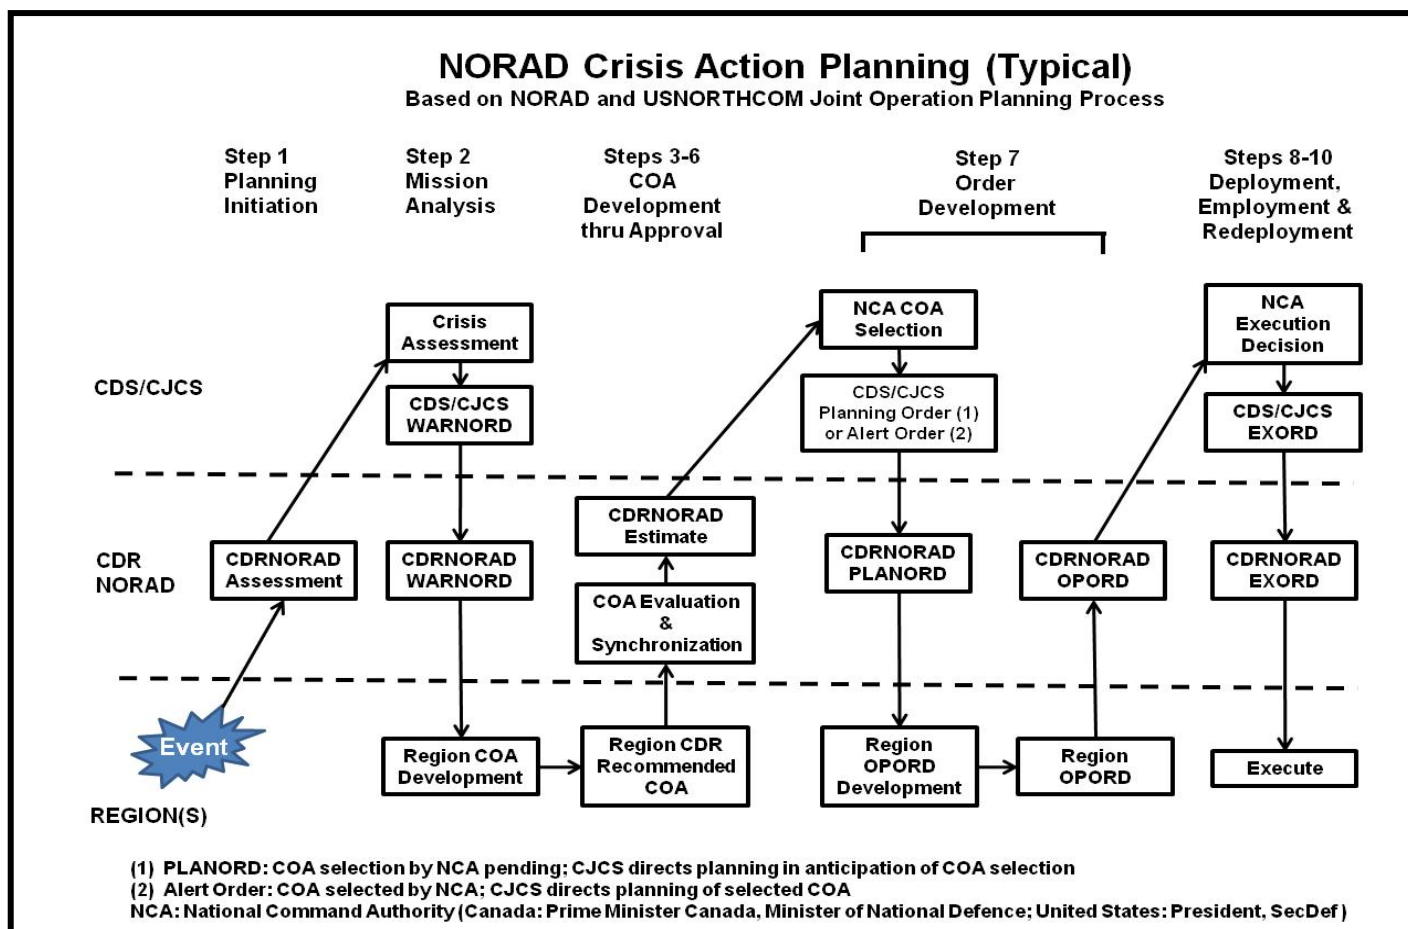 NORAD Crisis Action Planning (Typical)
Based on NORAD and USNORTHCOM Joint Operation Planning Process
Step 1
Planning
Initiation
Step 2
Mission
Analysis
Steps 3-6
COA
Development
thru Approval
Step 7
Order
Development
Steps 8-10
Deployment,
Employment &
Redeployment
CDS/CJCS
Crisis
Assessment
CDS/CJCS
WARNORD
NCA COA
Selection
CDS/CJCS
Planning Order (1)
or Alert Order (2)
NCA
Execution
Decision
CDS/CJCS
EXORD
CDR
NORAD
CDRNORAD
Assessment
CDRNORAD
WARNORD
CDRNORAD
Estimate
COA Evaluation
&
Synchronization
CDRNORAD
PLANORD
CDRNORAD
OPORD
CDRNORAD
EXORD
Event
REGION(S)
Region COA
Development
Region CDR
Recommended
COA
Region
OPORD
Development
Region
OPORD
Execute
(1) PLANORD: COA selection by NCA pending; CJCS directs planning in anticipation of COA selection
(2) Alert Order: COA selected by NCA; CJCS directs planning of selected COA
NCA: National Command Authority (Canada: Prime Minister Canada, Minister of National Defence; United States: President, SecDef)